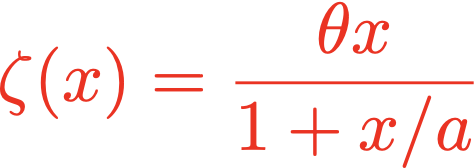 ζ(x) = θx / (1 + x/a)